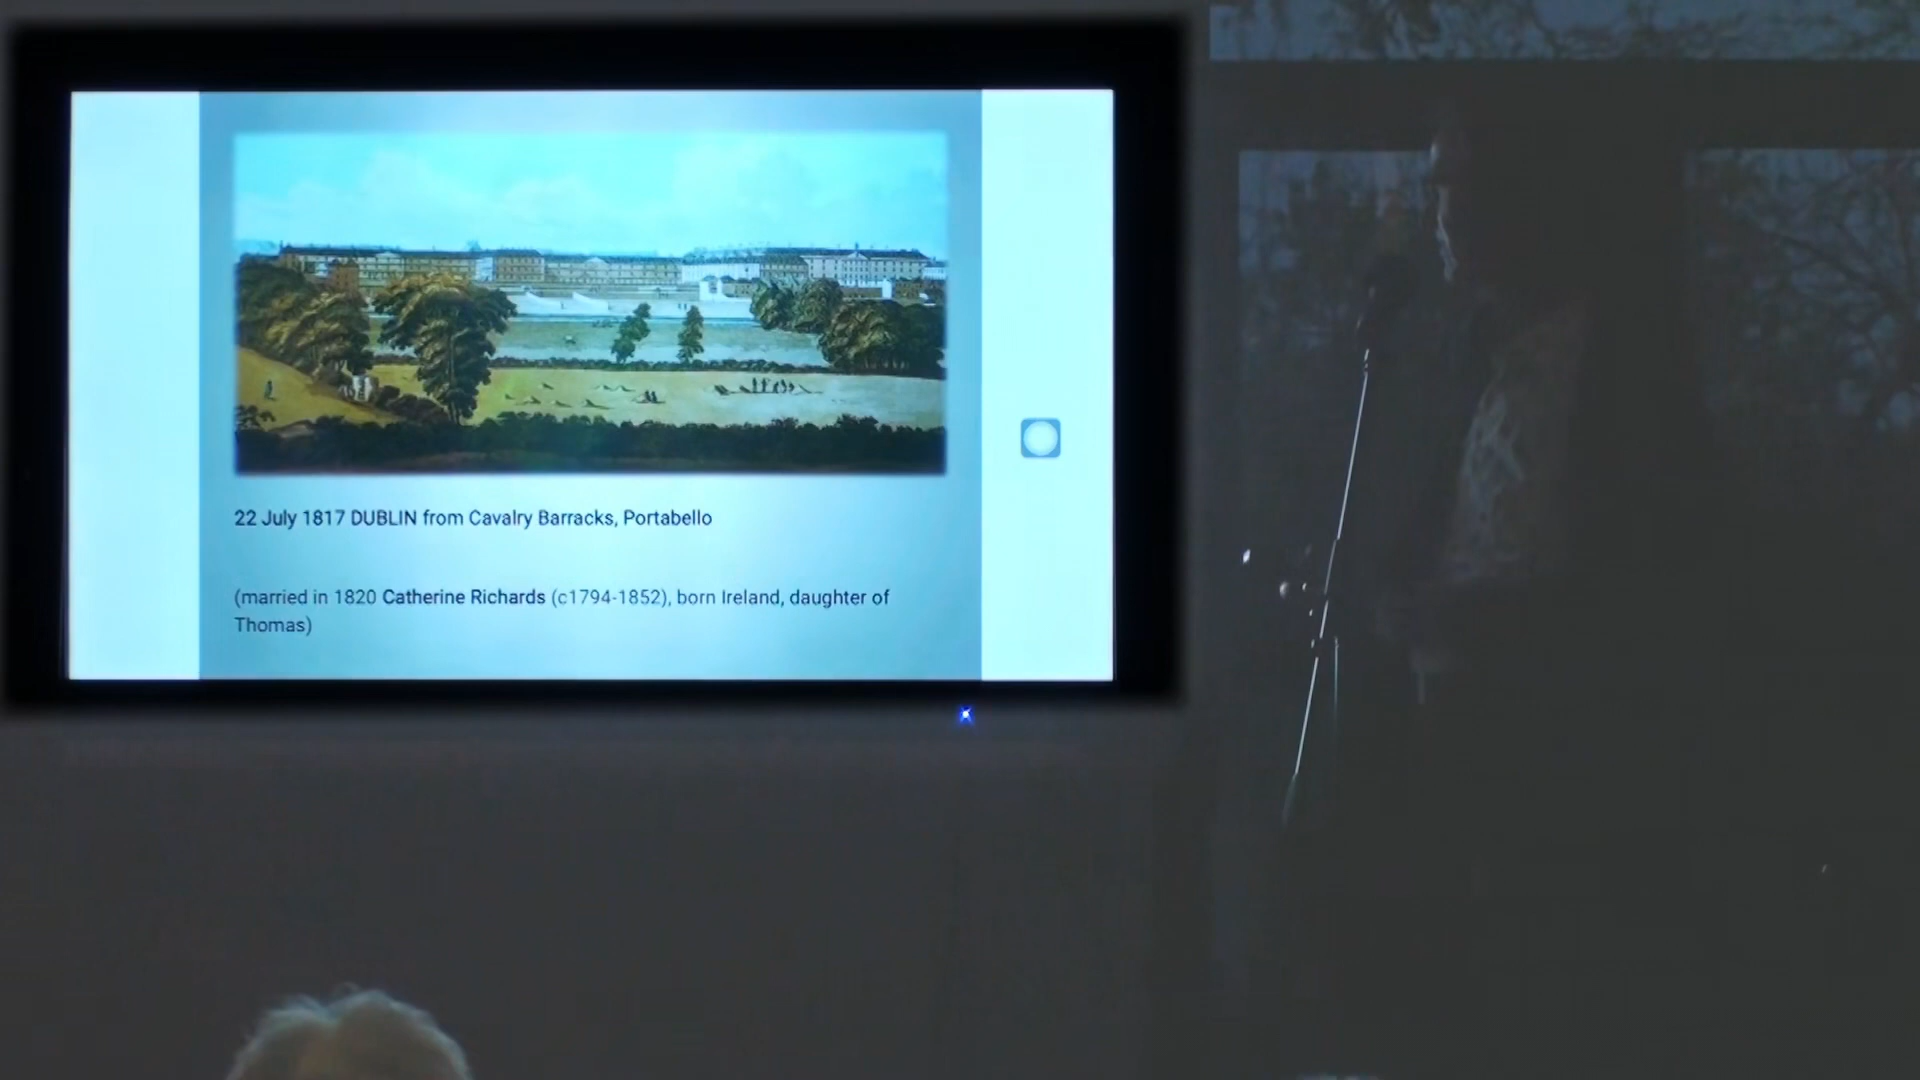 22 July 1817 DUBLIN from Cavalry Barracks, Portabello
(married in 1820 Catherine Richards (c1794-1852), born Ireland, daughter of
Thomas)